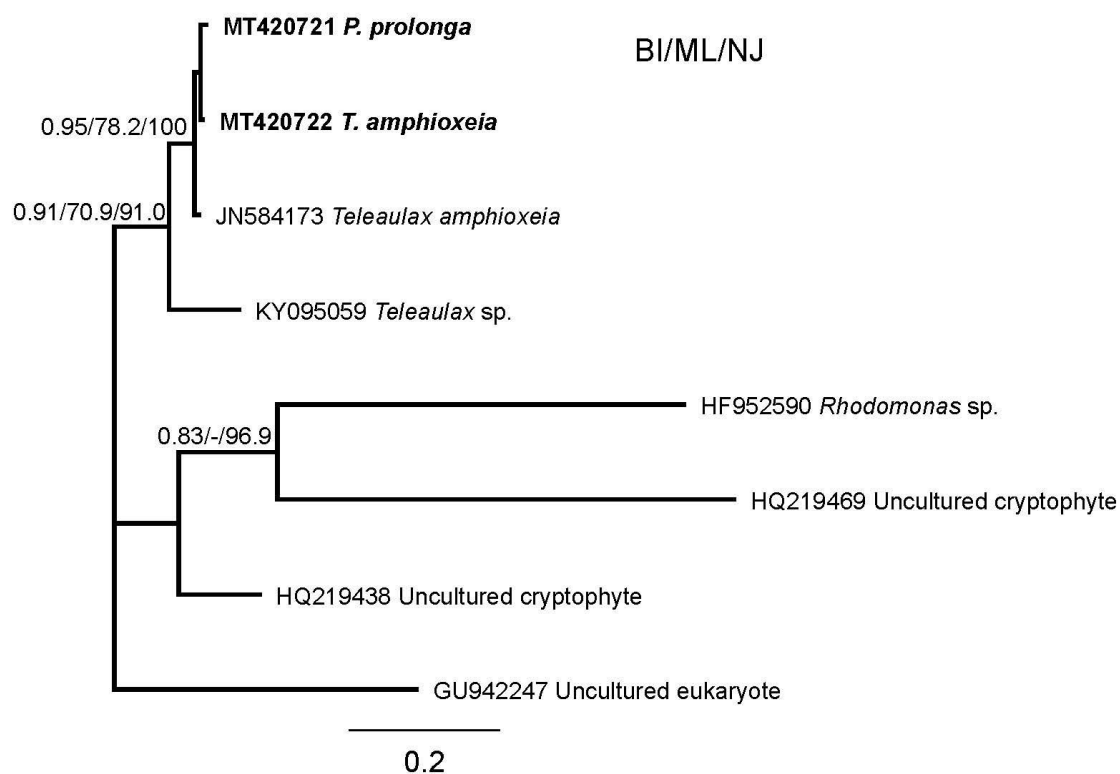 MT420721 P. prolonga
BI/ML/NJ
MT420722 T. amphioxeia
0.95/78.2/100
JN584173 Teleaulax amphioxeia
0.91/70.9/91.0
KY095059 Teleaulax sp.
HF952590 Rhodomonas sp.
0.83/-/96.9
HQ219469 Uncultured cryptophyte
HQ219438 Uncultured cryptophyte
GU942247 Uncultured eukaryote
0.2